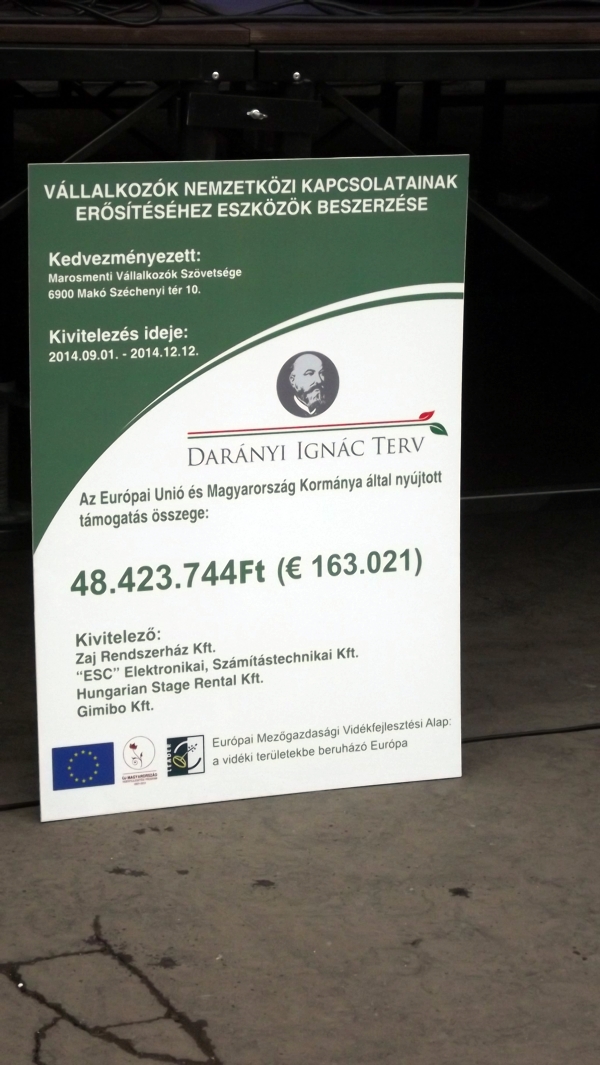 VÁLLALKOZÓK NEMZETKÖZI KAPCSOLATAINAK
ERŐSÍTÉSÉHEZ ESZKÖZÖK BESZERZÉSE
Kedvezményezett:
Marosmenti Vállalkozók Szövetsége
6900 Makó Széchenyi tér 10.
Kivitelezés ideje:
2014.09.01. - 2014.12.12.
DARÁNYI IGNÁC TERV
Az Európai Unió és Magyarország Kormánya által nyújtott
támogatás összege:
48.423.744Ft (€ 163.021)
Kivitelező:
Zaj Rendszerház Kft.
“ESC” Elektronikai, Számítástechnikai Kft.
Hungarian Stage Rental Kft.
Gimibo Kft.
ÚJ MAGYARORSZÁG
LEADER
Európai Mezőgazdasági Vidékfejlesztési Alap:
a vidéki területekbe beruházó Európa